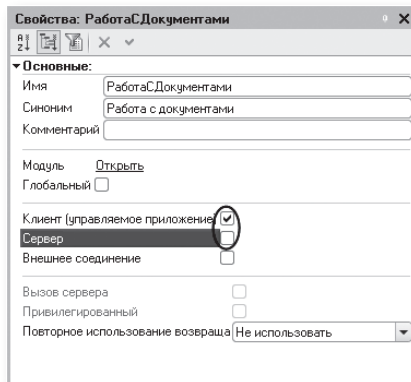 Свойства: РаботаСДокументами
Основные:
Имя РаботаСДокументами
Синоним Работа с документами
Комментарий
Модуль Открыть
Глобальный
Клиент (управляемое приложение
Сервер
Внешнее соединение
Вызов сервера
Привилегированный
Повторное использование возвраща Не использовать